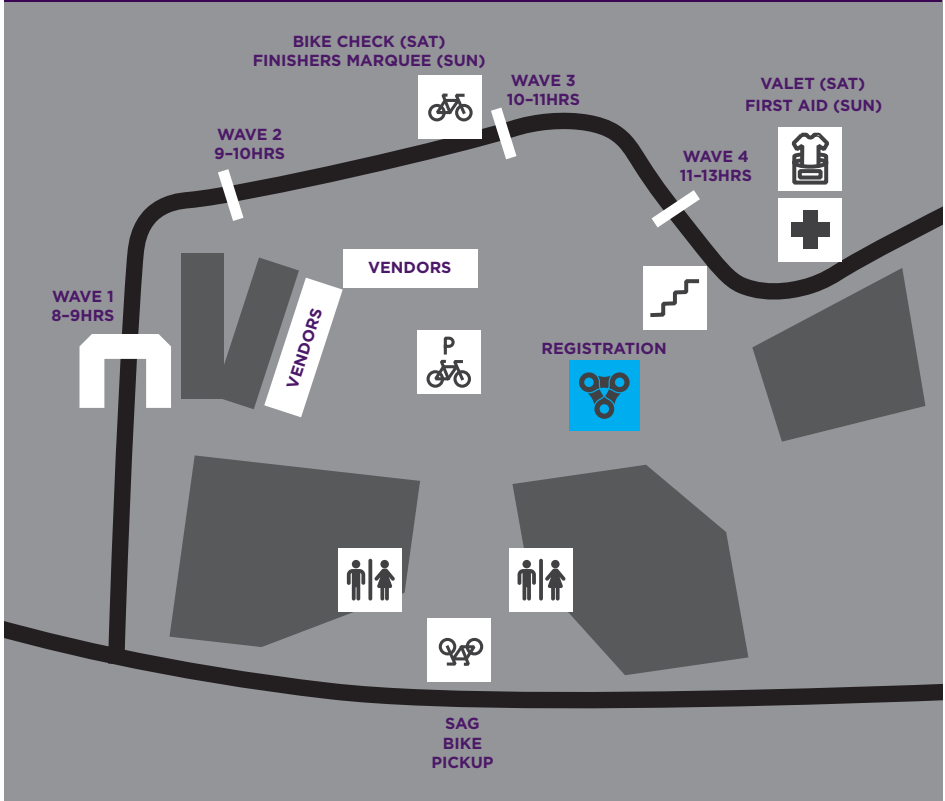 BIKE CHECK (SAT)
FINISHERS MARQUEE (SUN)
WAVE 3
10–11HRS
VALET (SAT)
FIRST AID (SUN)
WAVE 2
9–10HRS
WAVE 4
11–13HRS
VENDORS
WAVE 1
8–9HRS
VENDORS
P
REGISTRATION
SAG
BIKE
PICKUP